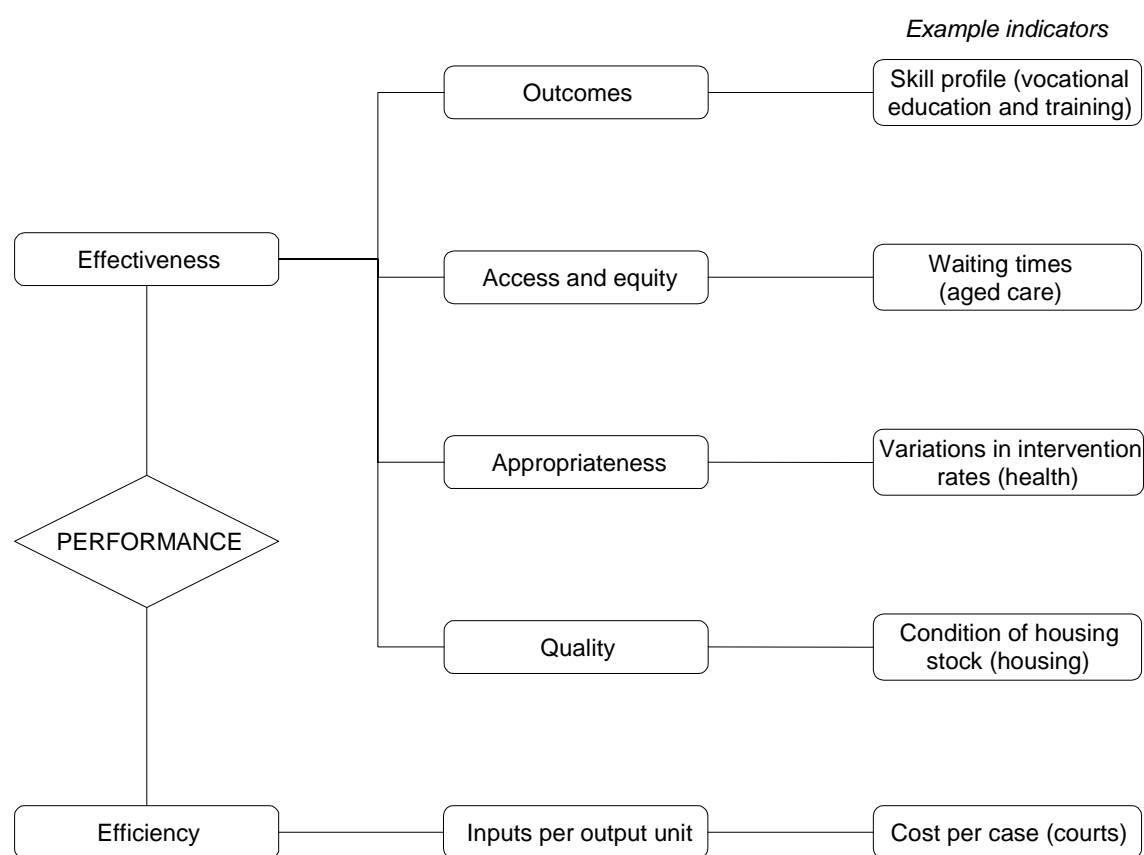 Example indicators
Outcomes
Skill profile (vocational
education and training)
Effectiveness
Access and equity
Waiting times
(aged care)
Appropriateness
Variations in intervention
rates (health)
PERFORMANCE
Quality
Condition of housing
stock (housing)
Efficiency
Inputs per output unit
Cost per case (courts)